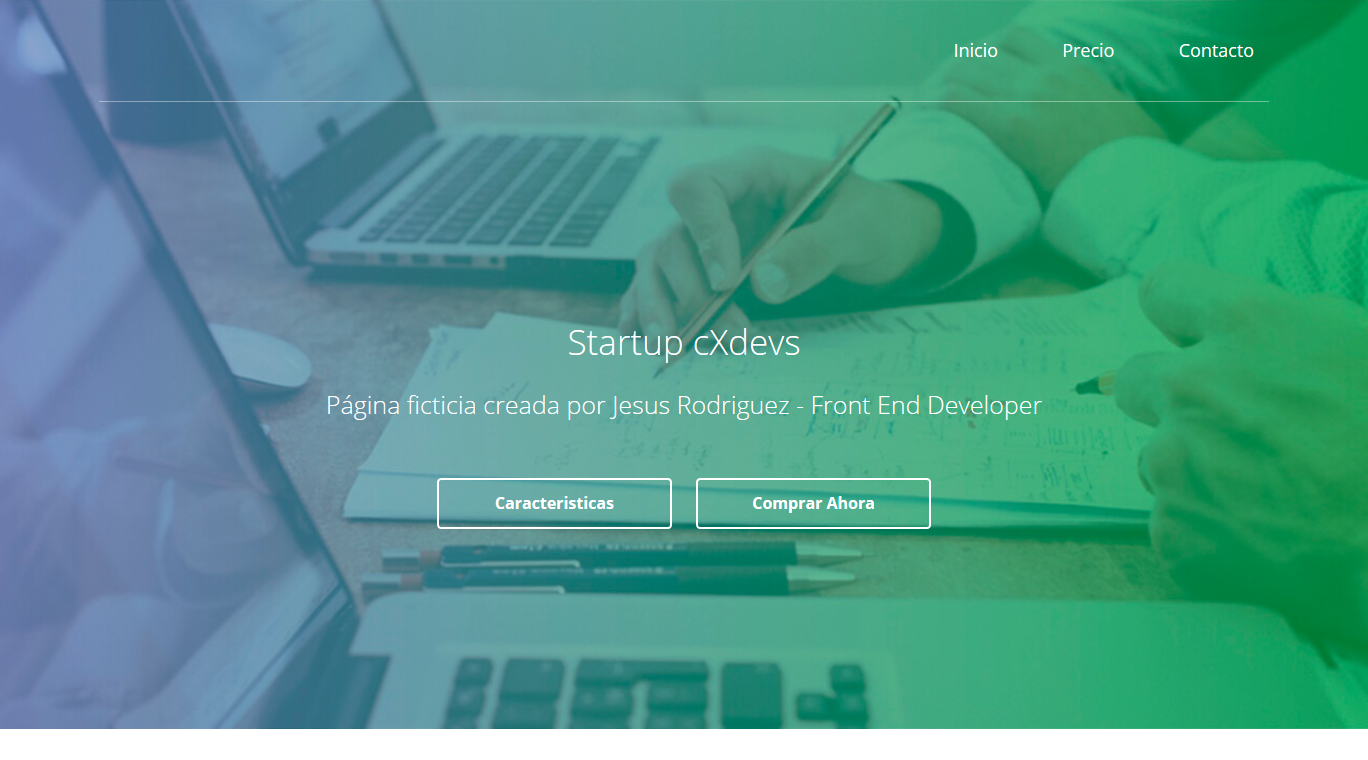 Inicio Precio Contacto
Startup cXdevs
Página ficticia creada por Jesus Rodriguez - Front End Developer
Caracteristicas Comprar Ahora